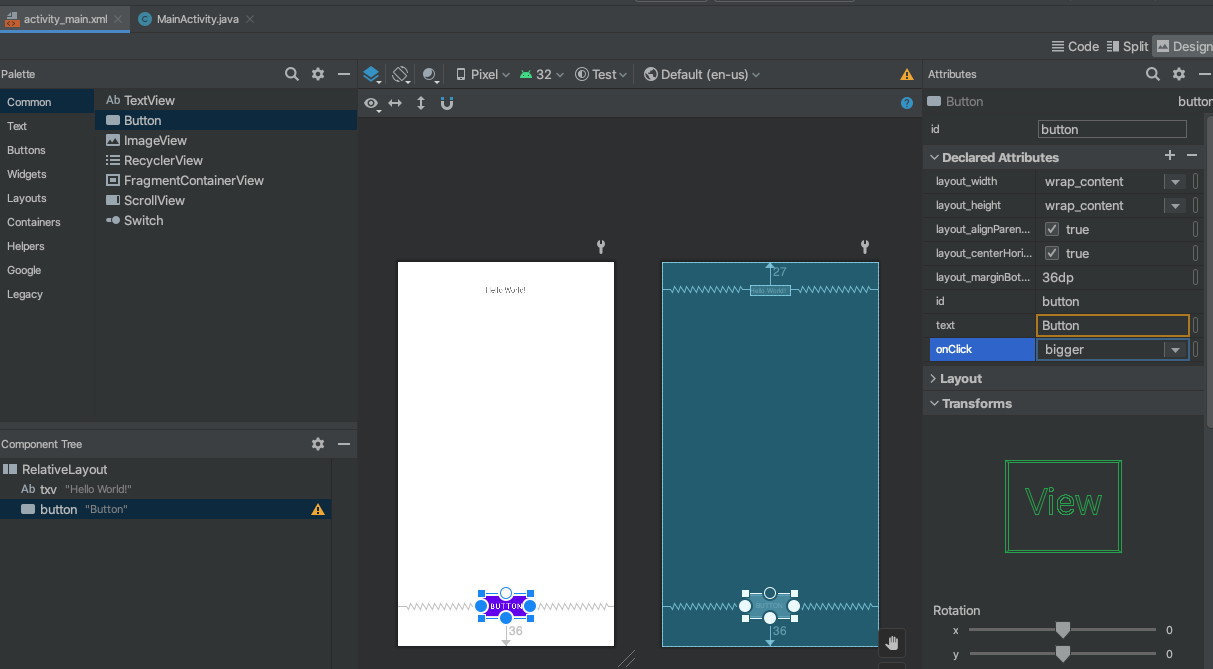 activity_main.xml
MainActivity.java
Code
Split
Design
Palette
Pixel
32
Test
Default (en-us)
Attributes
Common
Text
Buttons
Widgets
Layouts
Containers
Helpers
Google
Legacy
Ab TextView
Button
ImageView
RecyclerView
FragmentContainerView
ScrollView
Switch
Component Tree
RelativeLayout
Ab txv "Hello World!"
button "Button"
Hello World!
BUTTON
36
27
Hello World!
BUTTON
36
Button
button
id button
Declared Attributes
layout_width wrap_content
layout_height wrap_content
layout_alignParen... true
layout_centerHori... true
layout_marginBot... 36dp
id button
text Button
onClick bigger
Layout
Transforms
View
Rotation
x 0
y 0